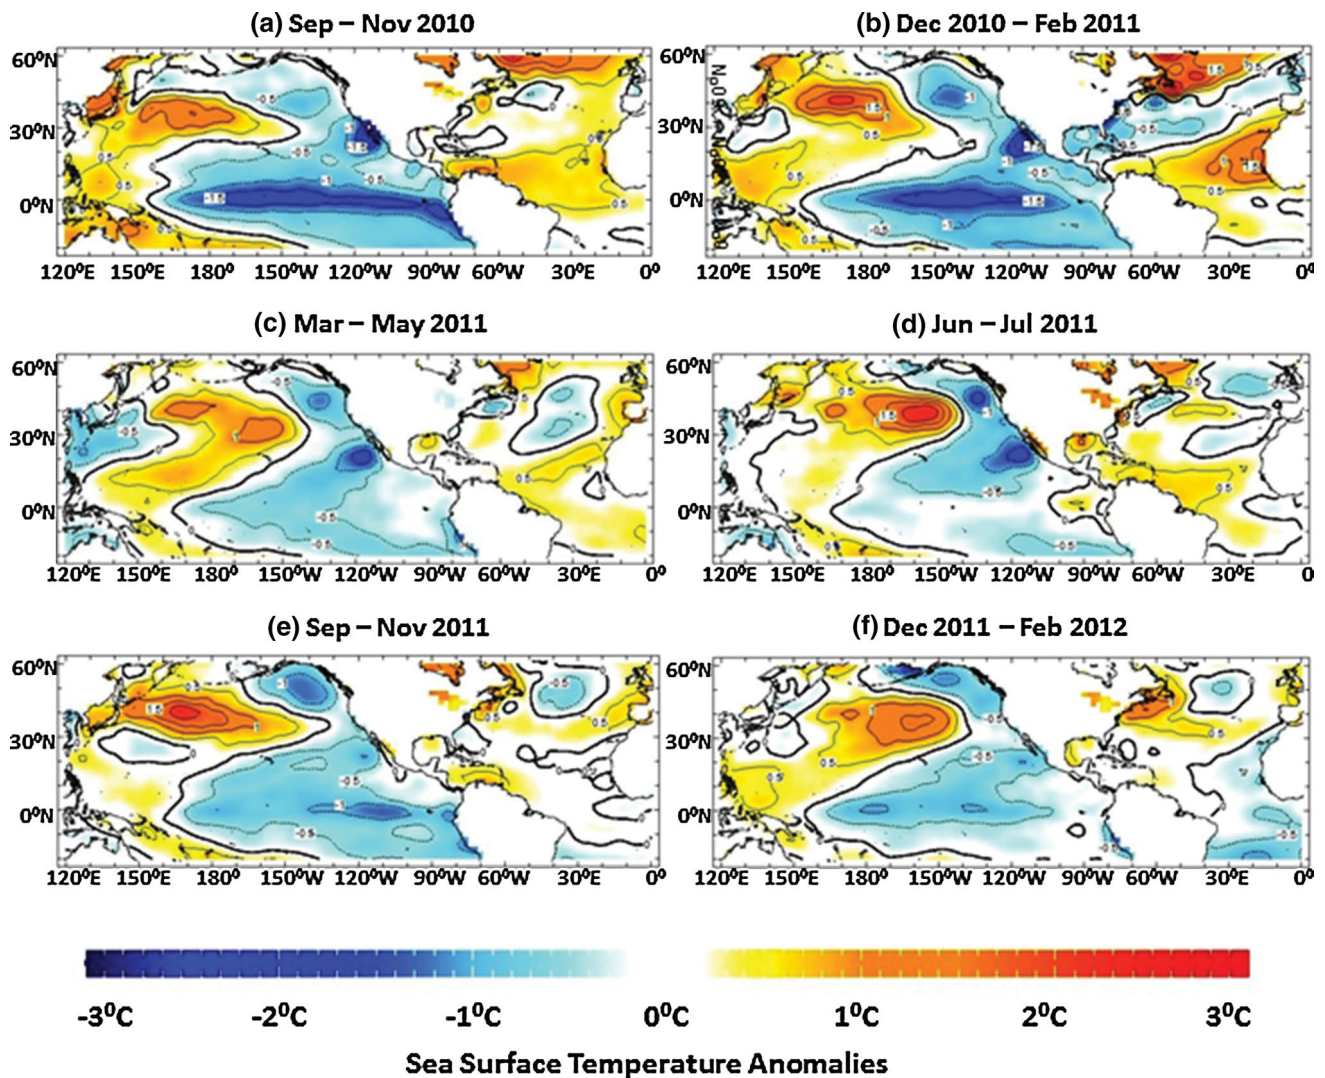 (a) Sep – Nov 2010
(b) Dec 2010 – Feb 2011
60⁰N
30⁰N
0⁰N
120⁰E 150⁰E 180⁰ 150⁰W 120⁰W 90⁰W 60⁰W 30⁰E 0⁰
60⁰N
30⁰N
0⁰N
120⁰E 150⁰E 180⁰ 150⁰W 120⁰W 90⁰W 60⁰W 30⁰E 0⁰
(c) Mar – May 2011
(d) Jun – Jul 2011
60⁰N
30⁰N
0⁰N
120⁰E 150⁰E 180⁰ 150⁰W 120⁰W 90⁰W 60⁰W 30⁰E 0⁰
60⁰N
30⁰N
0⁰N
120⁰E 150⁰E 180⁰ 150⁰W 120⁰W 90⁰W 60⁰W 30⁰E 0
(e) Sep – Nov 2011
(f) Dec 2011 – Feb 2012
60⁰N
30⁰N
0⁰N
120⁰E 150⁰E 180⁰ 150⁰W 120⁰W 90⁰W 60⁰W 30⁰E 0⁰
60⁰N
30⁰N
0⁰N
120⁰E 150⁰E 180⁰ 150⁰W 120⁰W 90⁰W 60⁰W 30⁰E 0⁰
-3⁰C -2⁰C -1⁰C 0⁰C 1⁰C 2⁰C 3⁰C
Sea Surface Temperature Anomalies